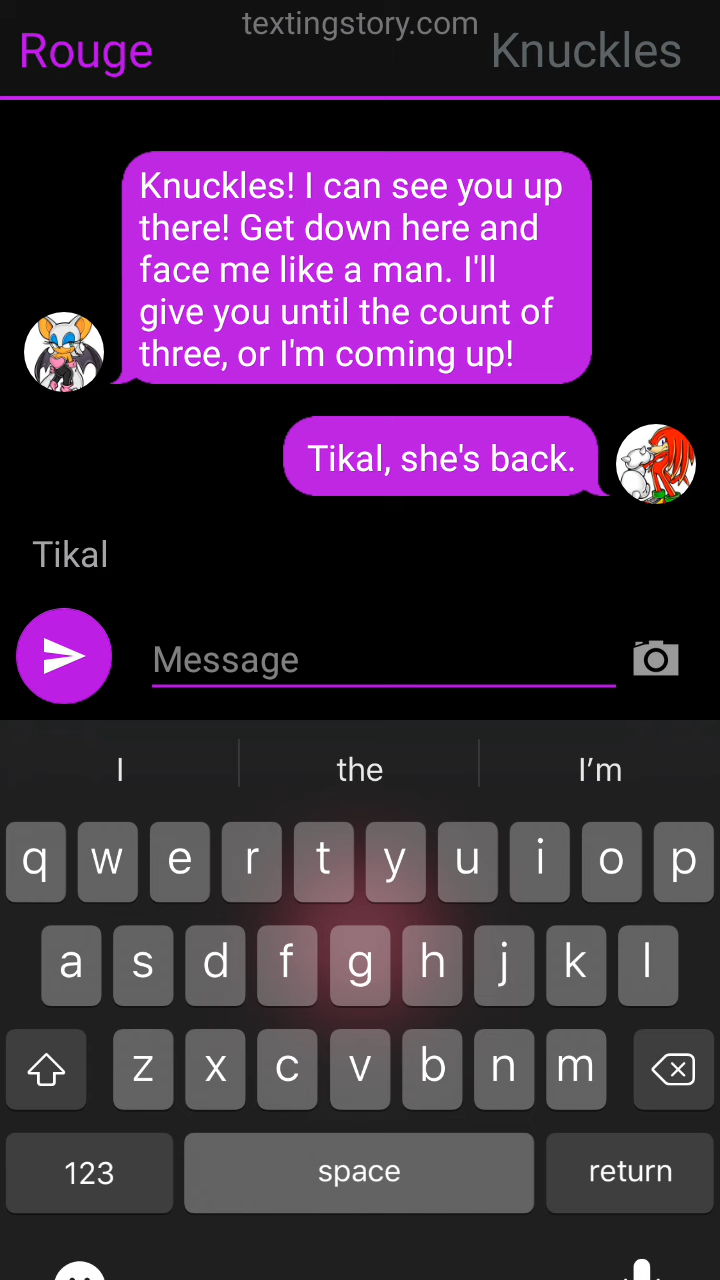 textingstory.com
Rouge
Knuckles
Knuckles! I can see you up
there! Get down here and
face me like a man. I'll
give you until the count of
three, or I'm coming up!
Tikal, she's back.
Tikal
Message
I the I’m
q w e r t y u i o p
a s d f g h j k l
z x c v b n m
123 space return